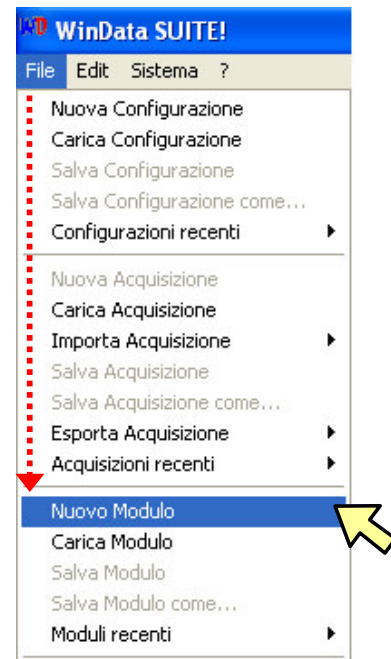 WD WinData SUITE!
File Edit Sistema ?
Nuova Configurazione
Carica Configurazione
Salva Configurazione
Salva Configurazione come...
Configurazioni recenti
Nuova Acquisizione
Carica Acquisizione
Importa Acquisizione
Salva Acquisizione
Salva Acquisizione come...
Esporta Acquisizione
Acquisizioni recenti
Nuovo Modulo
Carica Modulo
Salva Modulo
Salva Modulo come...
Moduli recenti